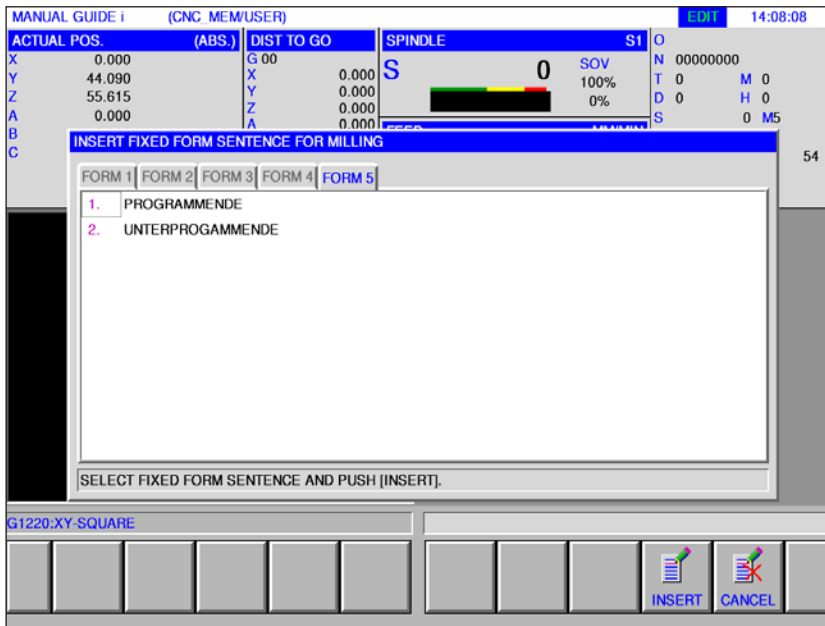 MANUAL GUIDE i (CNC_MEM/USER) EDIT 14:08:08
ACTUAL POS. (ABS.) DIST TO GO SPINDLE S1 O
X 0.000 G 00 S 0 SOV N 00000000
Y 44.090 X 0.000 100% T 0 M 0
Z 55.615 Y 0.000 0% D 0 H 0
A 0.000 Z 0.000 S 0 M5
B A 0.000
C 54
INSERT FIXED FORM SENTENCE FOR MILLING
FORM 1 FORM 2 FORM 3 FORM 4 FORM 5
1. PROGRAMMENDE
2. UNTERPROGAMMENDE
SELECT FIXED FORM SENTENCE AND PUSH [INSERT].
G1220:XY-SQUARE
INSERT CANCEL